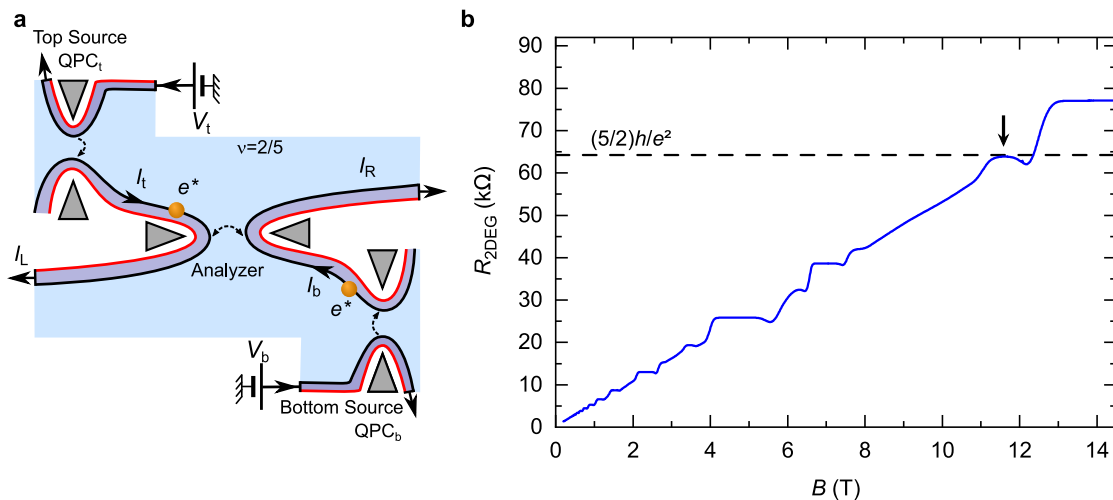 a
Top Source
QPCt
Vt
ν=2/5
It
e*
IR
IL
Analyzer
Ib
e*
Vb
Bottom Source
QPCb
b
R2DEG (kΩ)
90
80
70
60
50
40
30
20
10
0
(5/2)h/e²
0
2
4
6
8
10
12
14
B (T)